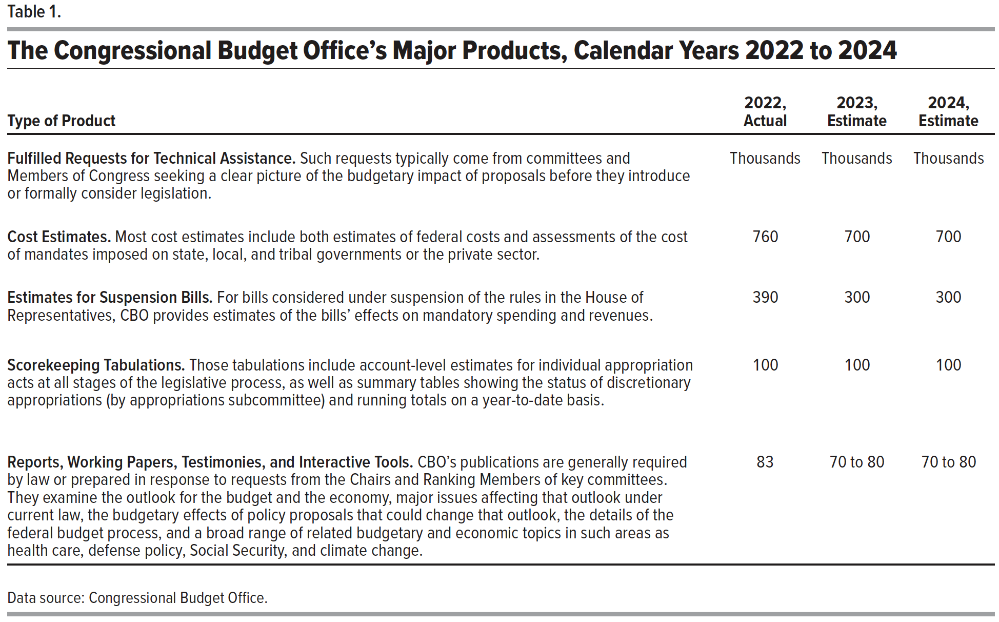 Table 1.
The Congressional Budget Office’s Major Products, Calendar Years 2022 to 2024
Type of Product
2022, Actual
2023, Estimate
2024, Estimate
Fulfilled Requests for Technical Assistance. Such requests typically come from committees and Thousands Thousands Thousands
Members of Congress seeking a clear picture of the budgetary impact of proposals before they introduce
or formally consider legislation.
Cost Estimates. Most cost estimates include both estimates of federal costs and assessments of the cost 760 700 700
of mandates imposed on state, local, and tribal governments or the private sector.
Estimates for Suspension Bills. For bills considered under suspension of the rules in the House of 390 300 300
Representatives, CBO provides estimates of the bills’ effects on mandatory spending and revenues.
Scorekeeping Tabulations. Those tabulations include account-level estimates for individual appropriation 100 100 100
acts at all stages of the legislative process, as well as summary tables showing the status of discretionary
appropriations (by appropriations subcommittee) and running totals on a year-to-date basis.
Reports, Working Papers, Testimonies, and Interactive Tools. CBO’s publications are generally required 83 70 to 80 70 to 80
by law or prepared in response to requests from the Chairs and Ranking Members of key committees.
They examine the outlook for the budget and the economy, major issues affecting that outlook under
current law, the budgetary effects of policy proposals that could change that outlook, the details of the
federal budget process, and a broad range of related budgetary and economic topics in such areas as
health care, defense policy, Social Security, and climate change.
Data source: Congressional Budget Office.